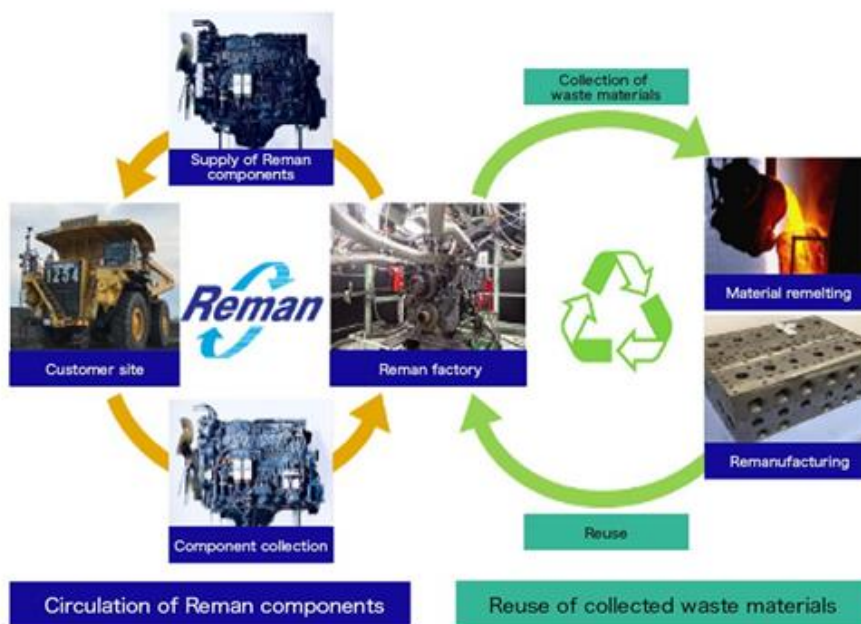 Collection of
waste materials
Supply of Reman
components
Reman
Customer site
Reman factory
Material remelting
Remanufacturing
Component collection
Reuse
Circulation of Reman components
Reuse of collected waste materials